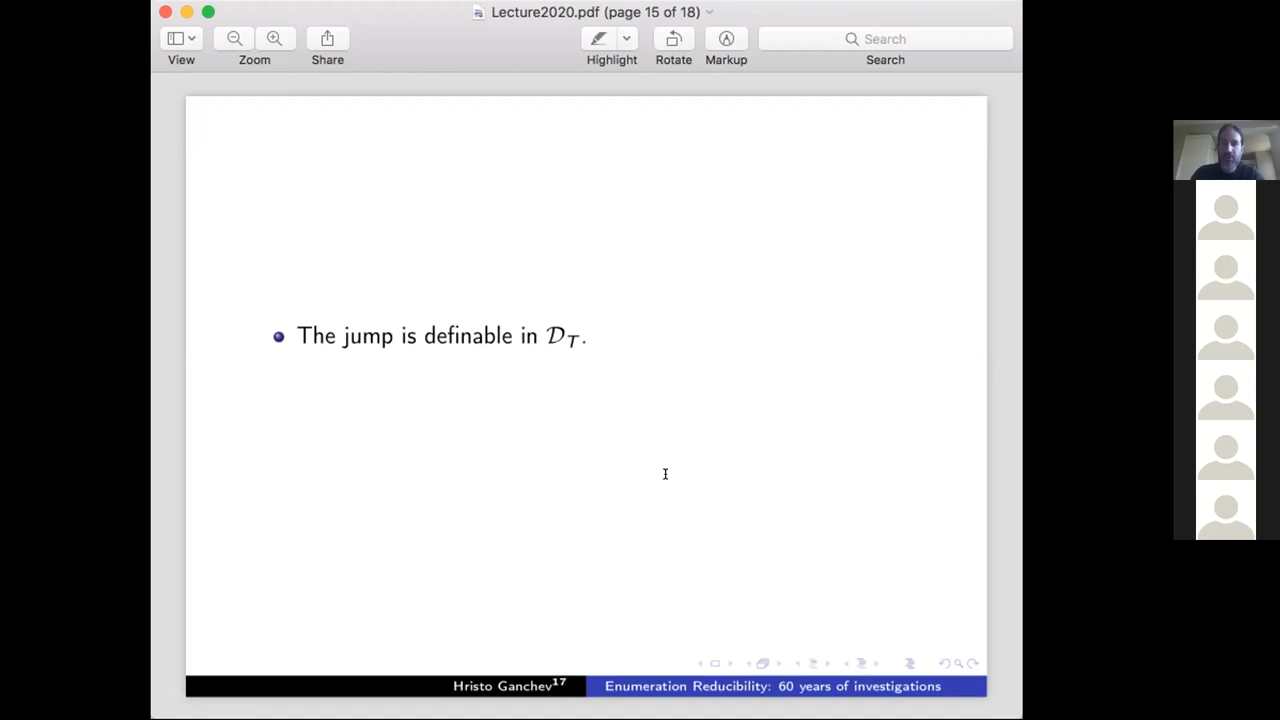 Lecture2020.pdf (page 15 of 18)
View
Zoom
Share
Highlight
Rotate
Markup
Search
Search
The jump is definable in 𝒟_T.
Hristo Ganchev17
Enumeration Reducibility: 60 years of investigations